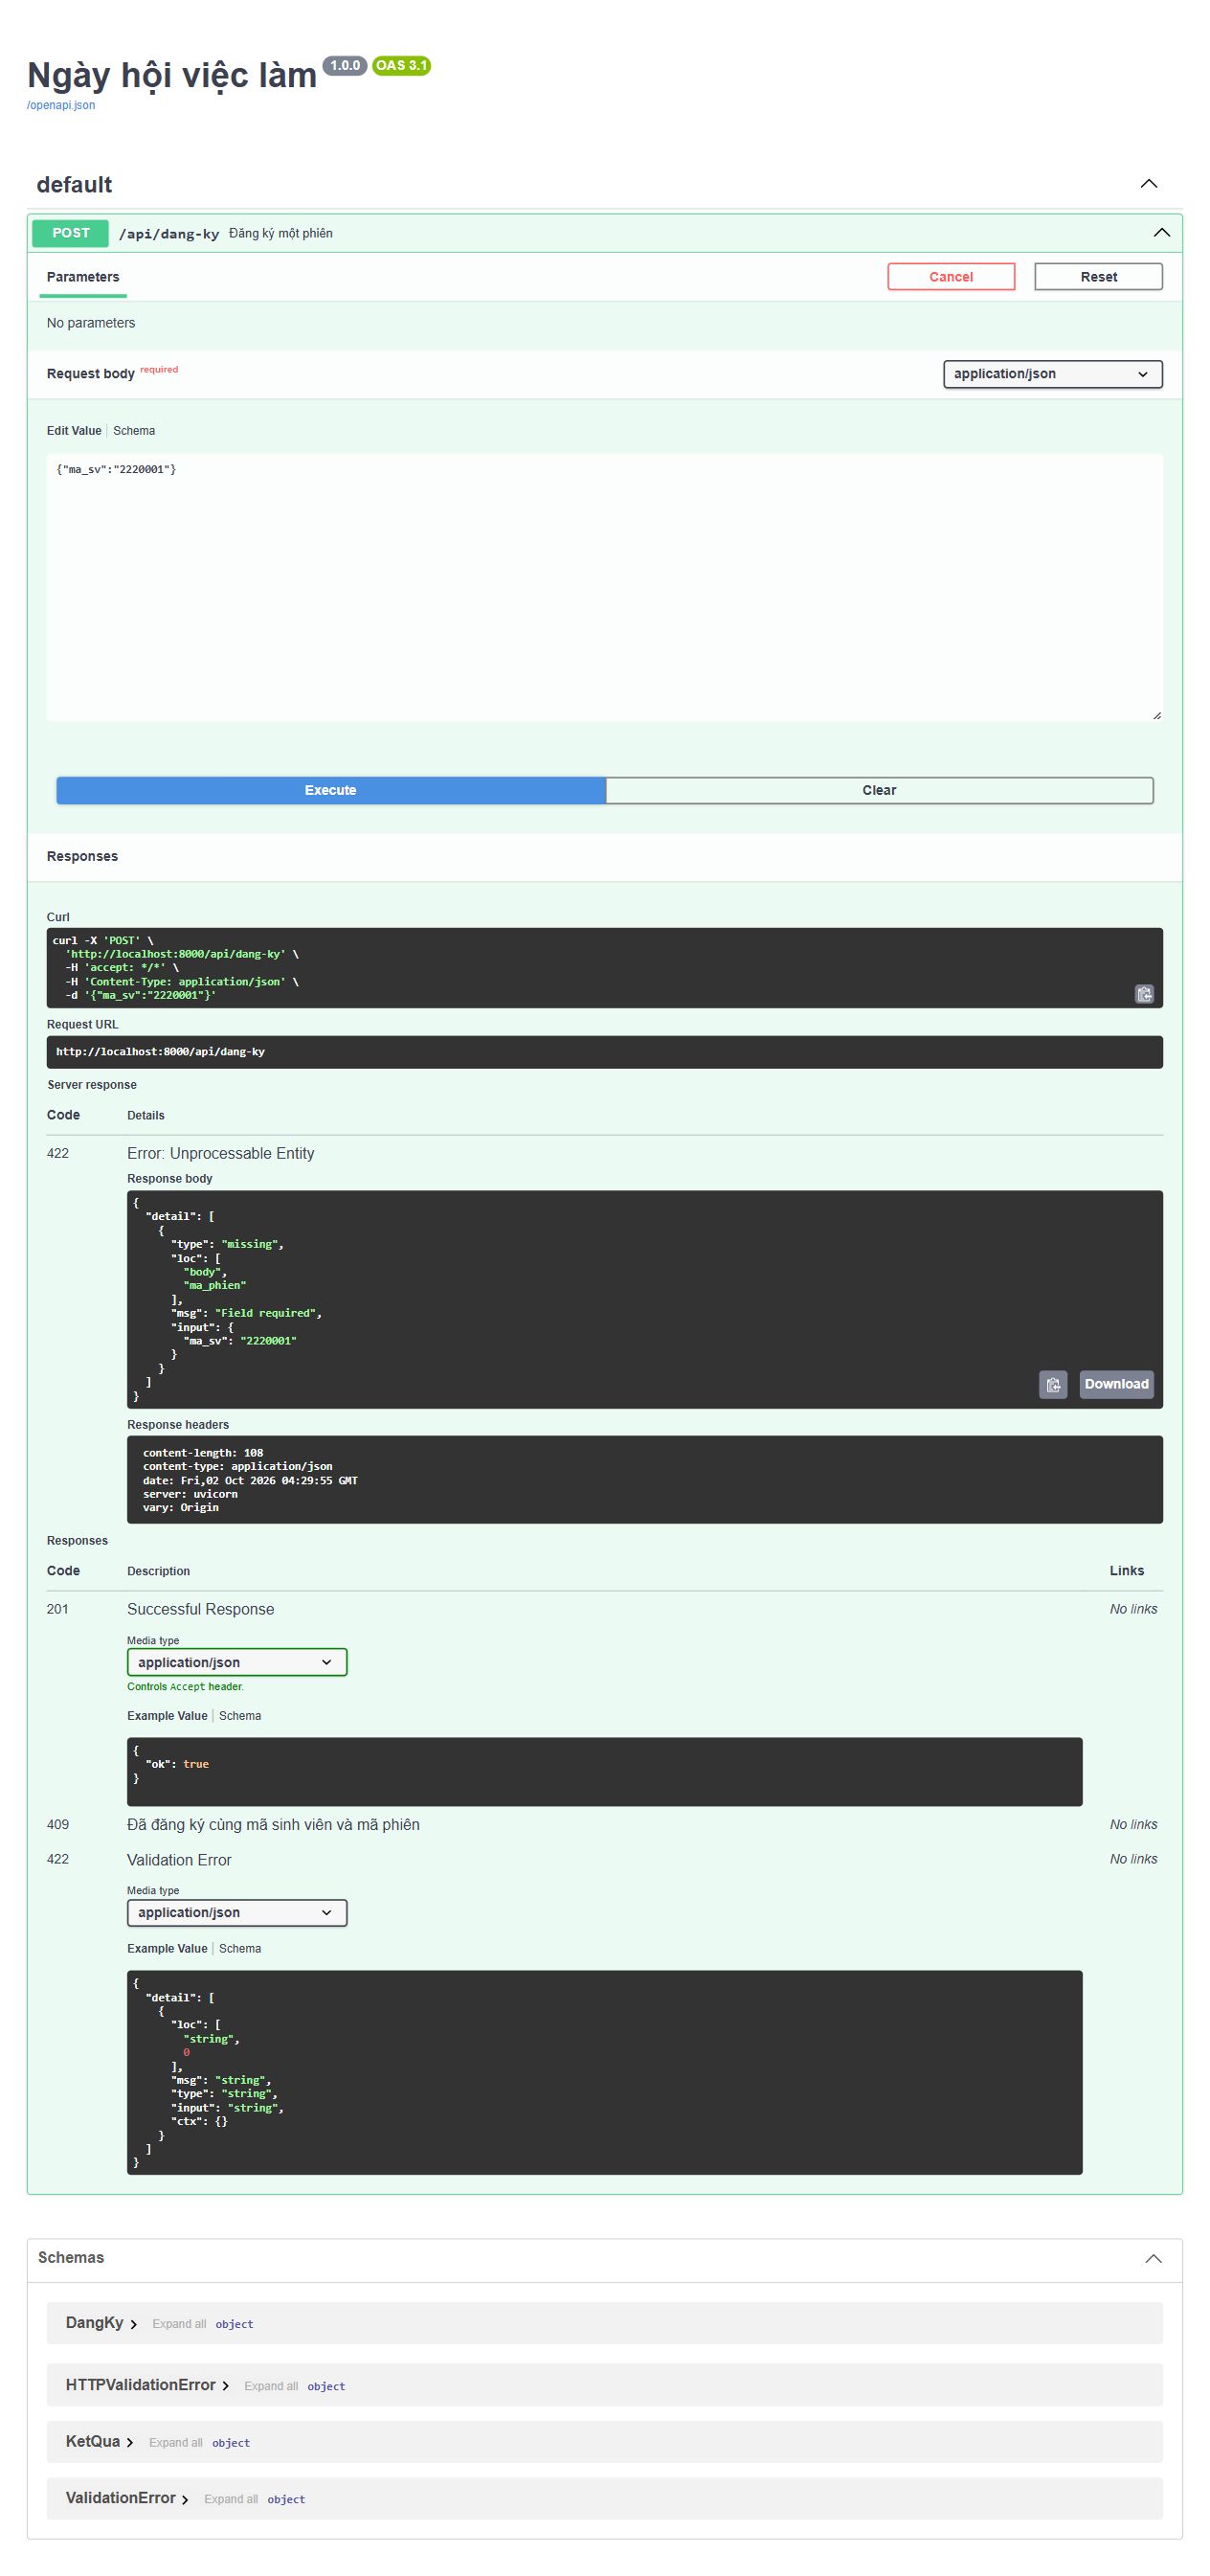 Ngày hội việc làm 1.0.0 OAS 3.1
/openapi.json
default
POST /api/dang-ky Đăng ký một phiên
Parameters Cancel Reset
No parameters
Request body required application/json
Edit Value Schema
{"ma_sv":"2220001"}
Execute Clear
Responses
Curl
curl -X 'POST' \
'http://localhost:8000/api/dang-ky' \
-H 'accept: */*' \
-H 'Content-Type: application/json' \
-d '{"ma_sv":"2220001"}'
Request URL
http://localhost:8000/api/dang-ky
Server response
Code Details
422 Error: Unprocessable Entity
Response body
{
"detail": [
{
"type": "missing",
"loc": [
"body",
"ma_phien"
],
"msg": "Field required",
"input": {
"ma_sv": "2220001"
}
}
]
}
Download
Response headers
content-length: 108
content-type: application/json
date: Fri,02 Oct 2026 04:29:55 GMT
server: uvicorn
vary: Origin
Responses
Code Description Links
201 Successful Response No links
Media type
application/json
Controls Accept header.
Example Value Schema
{
"ok": true
}
409 Đã đăng ký cùng mã sinh viên và mã phiên No links
422 Validation Error No links
Media type
application/json
Example Value Schema
{
"detail": [
{
"loc": [
"string",
0
],
"msg": "string",
"type": "string",
"input": "string",
"ctx": {}
}
]
}
Schemas
DangKy Expand all object
HTTPValidationError Expand all object
KetQua Expand all object
ValidationError Expand all object